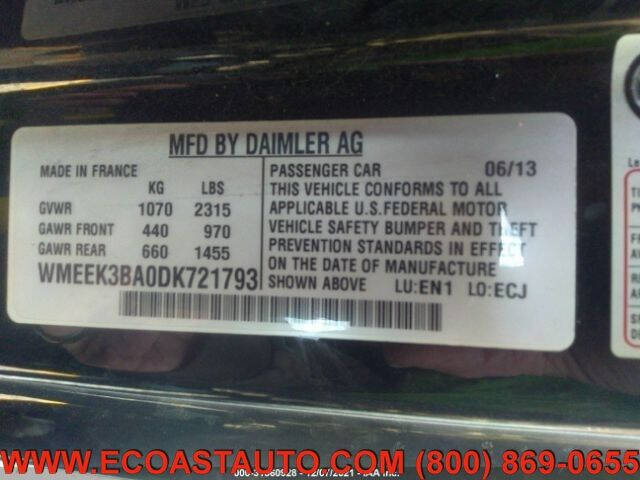 MFD BY DAIMLER AG
MADE IN FRANCE
KG LBS
GVWR 1070 2315
GAWR FRONT 440 970
GAWR REAR 660 1455
WMEEK3BA0DK721793
PASSENGER CAR 06/13
THIS VEHICLE CONFORMS TO ALL
APPLICABLE U.S.FEDERAL MOTOR
VEHICLE SAFETY BUMPER AND THEFT
PREVENTION STANDARDS IN EFFECT
ON THE DATE OF MANUFACTURE
SHOWN ABOVE LU:EN1 LO:ECJ
WWW.ECOASTAUTO.COM (800) 869-0655